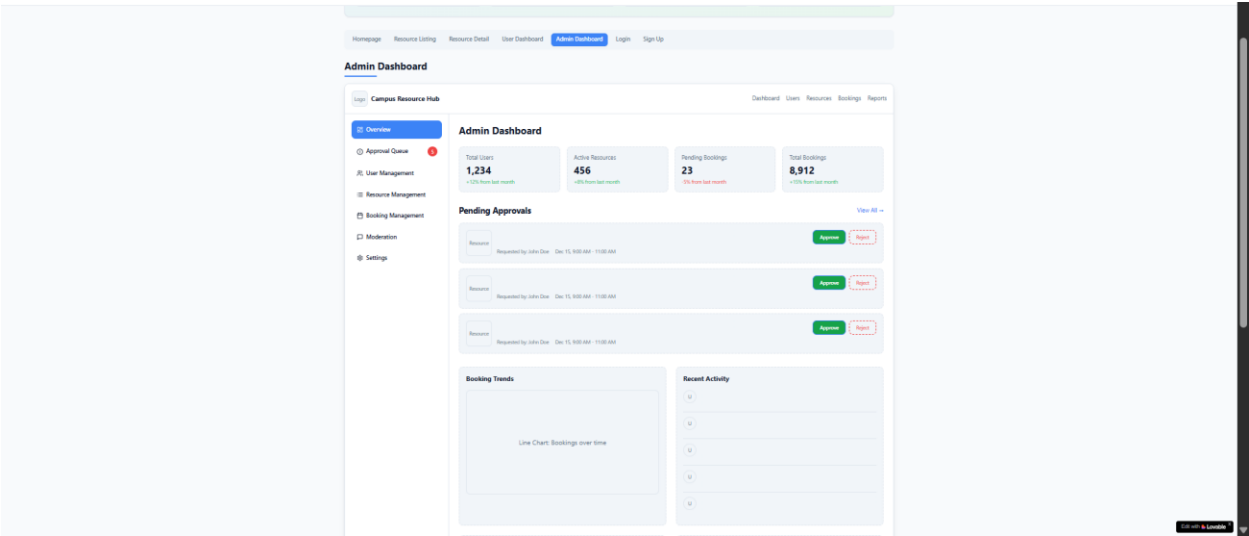 Homepage Resource Listing Resource Detail User Dashboard Admin Dashboard Login Sign Up
Admin Dashboard
Logo Campus Resource Hub Dashboard Users Resources Bookings Reports
Overview
Approval Queue 5
User Management
Resource Management
Booking Management
Moderation
Settings
Admin Dashboard
Total Users
1,234
+12% from last month
Active Resources
456
+8% from last month
Pending Bookings
23
-5% from last month
Total Bookings
8,912
+15% from last month
Pending Approvals View All →
Resource
Requested by: John Doe Dec 15, 9:00 AM - 11:00 AM
Approve Reject
Resource
Requested by: John Doe Dec 15, 9:00 AM - 11:00 AM
Approve Reject
Resource
Requested by: John Doe Dec 15, 9:00 AM - 11:00 AM
Approve Reject
Booking Trends
Line Chart: Bookings over time
Recent Activity
U
U
U
U
U
Edit with Lovable